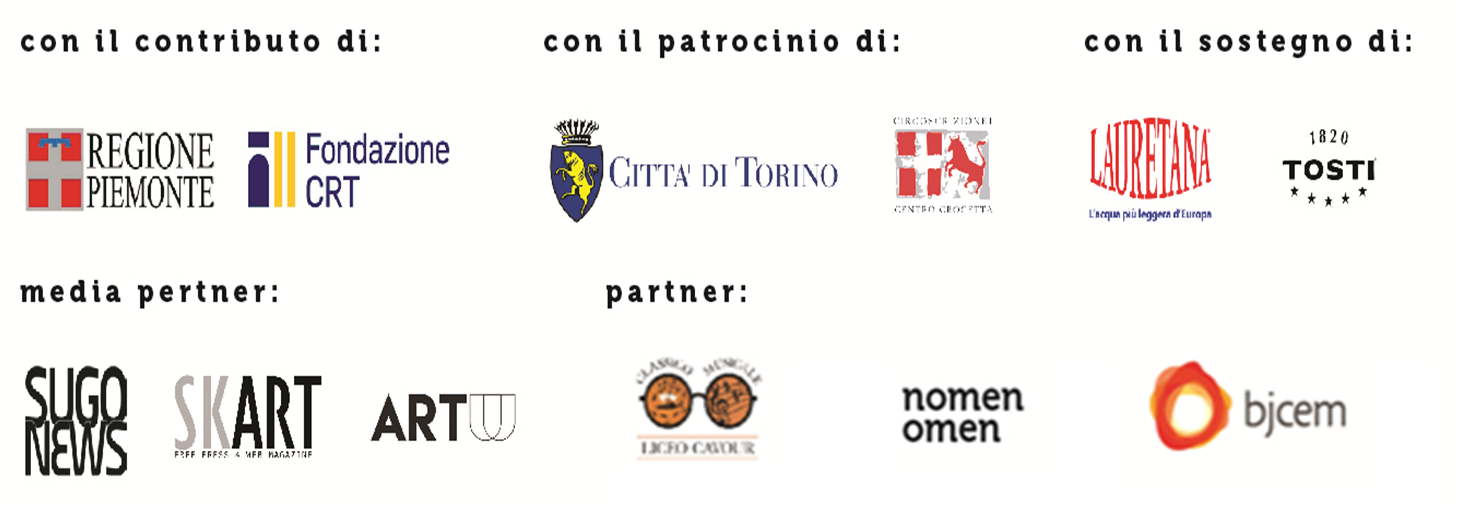 con il contributo di:
con il patrocinio di:
con il sostegno di:
REGIONE
PIEMONTE
Fondazione
CRT
CITTA' DI TORINO
CIRCOSCRIZIONE1
CENTRO CROCETTA
LAURETANA
L'acqua più leggera d'Europa
1820
TOSTI
media pertner:
partner:
SUGO
NEWS
SKART
FREE PRESS & WEB MAGAZINE
ARTU
CLASSICO MUSICALE
LICEO CAVOUR
nomen
omen
bjcem